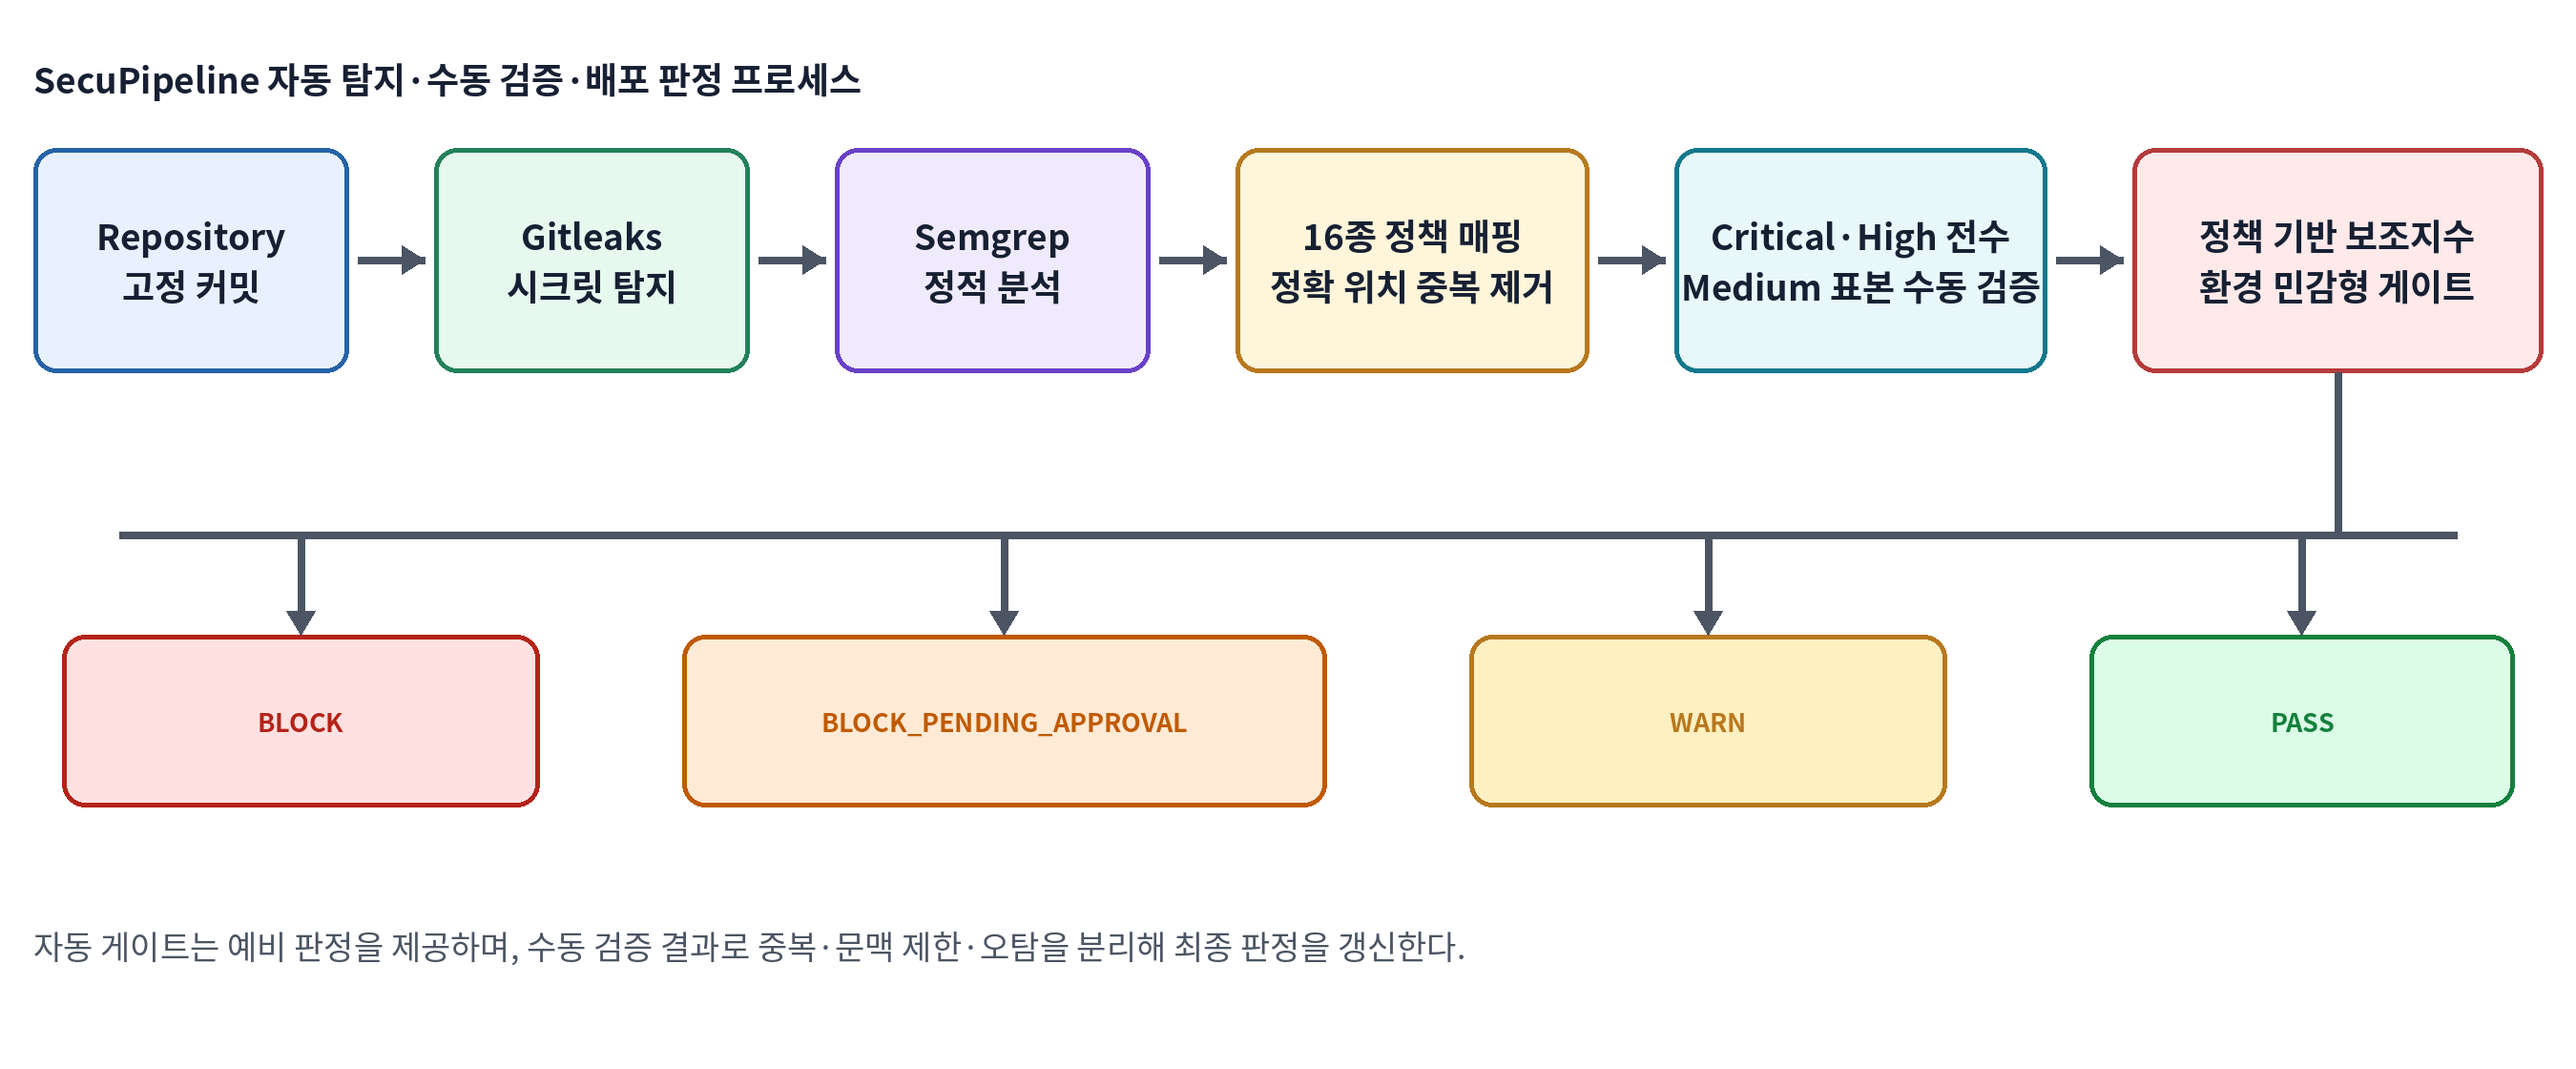 SecuPipeline 자동 탐지·수동 검증·배포 판정 프로세스
Repository
고정 커밋
Gitleaks
시크릿 탐지
Semgrep
정적 분석
16종 정책 매핑
정확 위치 중복 제거
Critical·High 전수
Medium 표본 수동 검증
정책 기반 보조지수
환경 민감형 게이트
BLOCK
BLOCK_PENDING_APPROVAL
WARN
PASS
자동 게이트는 예비 판정을 제공하며, 수동 검증 결과로 중복·문맥 제한·오탐을 분리해 최종 판정을 갱신한다.